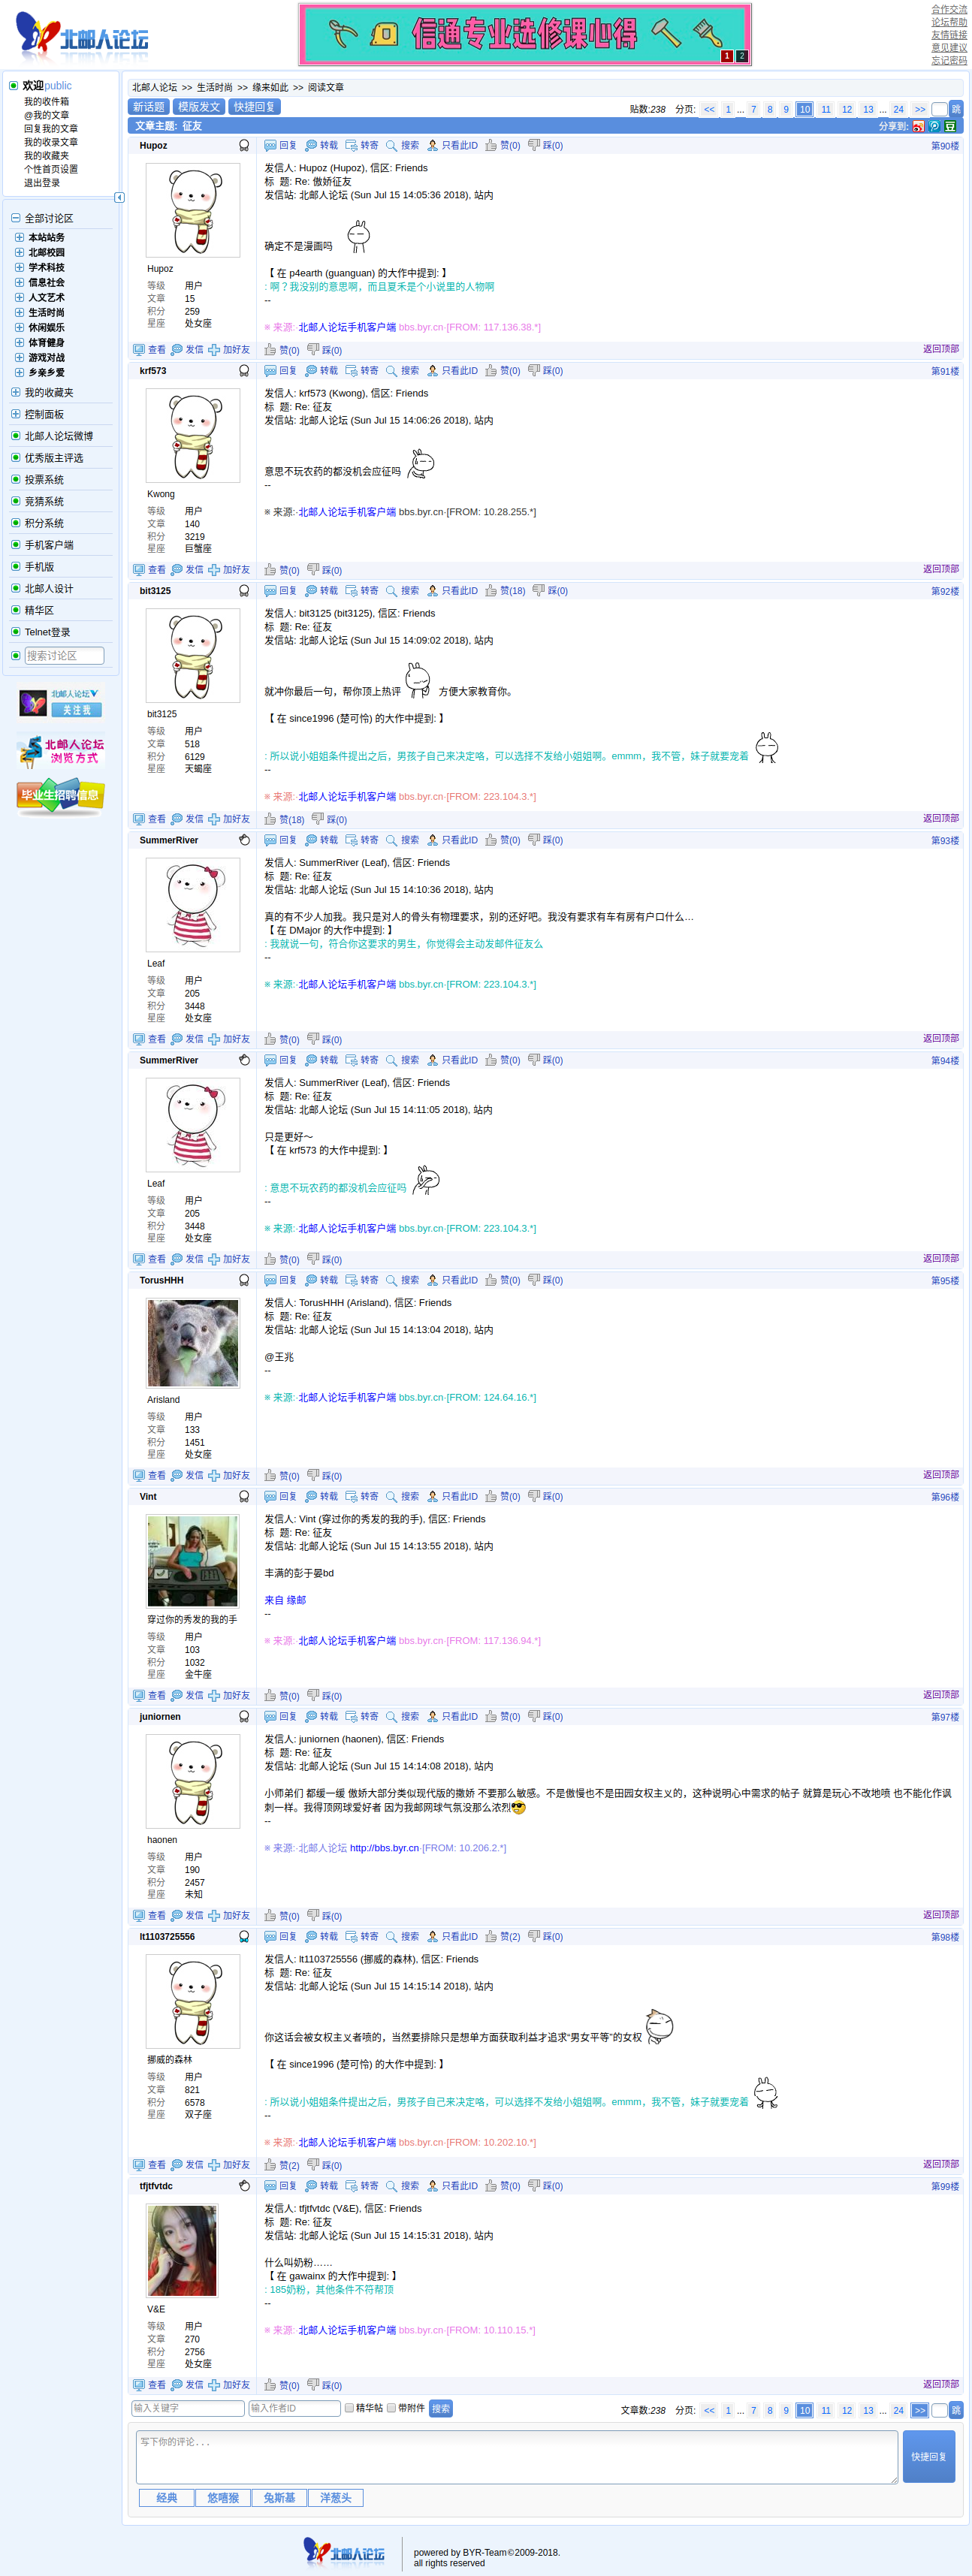 北邮人论坛
信通专业选修课心得
1 2
合作交流
论坛帮助
友情链接
意见建议
忘记密码
欢迎public
我的收件箱
@我的文章
回复我的文章
我的收录文章
我的收藏夹
个性首页设置
退出登录
全部讨论区
本站站务
北邮校园
学术科技
信息社会
人文艺术
生活时尚
休闲娱乐
体育健身
游戏对战
乡亲乡爱
我的收藏夹
控制面板
北邮人论坛微博
优秀版主评选
投票系统
竞猜系统
积分系统
手机客户端
手机版
北邮人设计
精华区
Telnet登录
搜索讨论区
北邮人论坛
关注我
北邮人论坛
浏览方式
毕业生招聘信息
北邮人论坛 >> 生活时尚 >> 缘来如此 >> 阅读文章
新话题 模版发文 快捷回复
贴数:238 分页: << 1 ... 7 8 9 10 11 12 13 ... 24 >> 跳
文章主题: 征友
分享到:
Hupoz
回复 转载 转寄 搜索 只看此ID 赞(0) 踩(0) 第90楼
Hupoz
等级 用户
文章 15
积分 259
星座 处女座
发信人: Hupoz (Hupoz), 信区: Friends
标 题: Re: 傲娇征友
发信站: 北邮人论坛 (Sun Jul 15 14:05:36 2018), 站内
确定不是漫画吗
【 在 p4earth (guanguan) 的大作中提到: 】
: 啊？我没别的意思啊，而且夏禾是个小说里的人物啊
--
※ 来源:·北邮人论坛手机客户端 bbs.byr.cn·[FROM: 117.136.38.*]
查看 发信 加好友 赞(0) 踩(0) 返回顶部
krf573
回复 转载 转寄 搜索 只看此ID 赞(0) 踩(0) 第91楼
Kwong
等级 用户
文章 140
积分 3219
星座 巨蟹座
发信人: krf573 (Kwong), 信区: Friends
标 题: Re: 征友
发信站: 北邮人论坛 (Sun Jul 15 14:06:26 2018), 站内
意思不玩农药的都没机会应征吗
--
※ 来源:·北邮人论坛手机客户端 bbs.byr.cn·[FROM: 10.28.255.*]
查看 发信 加好友 赞(0) 踩(0) 返回顶部
bit3125
回复 转载 转寄 搜索 只看此ID 赞(18) 踩(0) 第92楼
bit3125
等级 用户
文章 518
积分 6129
星座 天蝎座
发信人: bit3125 (bit3125), 信区: Friends
标 题: Re: 征友
发信站: 北邮人论坛 (Sun Jul 15 14:09:02 2018), 站内
就冲你最后一句，帮你顶上热评 方便大家教育你。
【 在 since1996 (楚可怜) 的大作中提到: 】
: 所以说小姐姐条件提出之后，男孩子自己来决定咯，可以选择不发给小姐姐啊。emmm，我不管，妹子就要宠着
--
※ 来源:·北邮人论坛手机客户端 bbs.byr.cn·[FROM: 223.104.3.*]
查看 发信 加好友 赞(18) 踩(0) 返回顶部
SummerRiver
回复 转载 转寄 搜索 只看此ID 赞(0) 踩(0) 第93楼
Leaf
等级 用户
文章 205
积分 3448
星座 处女座
发信人: SummerRiver (Leaf), 信区: Friends
标 题: Re: 征友
发信站: 北邮人论坛 (Sun Jul 15 14:10:36 2018), 站内
真的有不少人加我。我只是对人的骨头有物理要求，别的还好吧。我没有要求有车有房有户口什么…
【 在 DMajor 的大作中提到: 】
: 我就说一句，符合你这要求的男生，你觉得会主动发邮件征友么
--
※ 来源:·北邮人论坛手机客户端 bbs.byr.cn·[FROM: 223.104.3.*]
查看 发信 加好友 赞(0) 踩(0) 返回顶部
SummerRiver
回复 转载 转寄 搜索 只看此ID 赞(0) 踩(0) 第94楼
Leaf
等级 用户
文章 205
积分 3448
星座 处女座
发信人: SummerRiver (Leaf), 信区: Friends
标 题: Re: 征友
发信站: 北邮人论坛 (Sun Jul 15 14:11:05 2018), 站内
只是更好～
【 在 krf573 的大作中提到: 】
: 意思不玩农药的都没机会应征吗
--
※ 来源:·北邮人论坛手机客户端 bbs.byr.cn·[FROM: 223.104.3.*]
查看 发信 加好友 赞(0) 踩(0) 返回顶部
TorusHHH
回复 转载 转寄 搜索 只看此ID 赞(0) 踩(0) 第95楼
Arisland
等级 用户
文章 133
积分 1451
星座 处女座
发信人: TorusHHH (Arisland), 信区: Friends
标 题: Re: 征友
发信站: 北邮人论坛 (Sun Jul 15 14:13:04 2018), 站内
@王兆
--
※ 来源:·北邮人论坛手机客户端 bbs.byr.cn·[FROM: 124.64.16.*]
查看 发信 加好友 赞(0) 踩(0) 返回顶部
Vint
回复 转载 转寄 搜索 只看此ID 赞(0) 踩(0) 第96楼
穿过你的秀发的我的手
等级 用户
文章 103
积分 1032
星座 金牛座
发信人: Vint (穿过你的秀发的我的手), 信区: Friends
标 题: Re: 征友
发信站: 北邮人论坛 (Sun Jul 15 14:13:55 2018), 站内
丰满的彭于晏bd
来自 缘邮
--
※ 来源:·北邮人论坛手机客户端 bbs.byr.cn·[FROM: 117.136.94.*]
查看 发信 加好友 赞(0) 踩(0) 返回顶部
juniornen
回复 转载 转寄 搜索 只看此ID 赞(0) 踩(0) 第97楼
haonen
等级 用户
文章 190
积分 2457
星座 未知
发信人: juniornen (haonen), 信区: Friends
标 题: Re: 征友
发信站: 北邮人论坛 (Sun Jul 15 14:14:08 2018), 站内
小师弟们 都缓一缓 傲娇大部分类似现代版的撒娇 不要那么敏感。不是傲慢也不是田园女权主义的，这种说明心中需求的帖子 就算是玩心不改地喷 也不能化作讽
刺一样。我得顶网球爱好者 因为我邮网球气氛没那么浓烈
--
※ 来源:·北邮人论坛 http://bbs.byr.cn·[FROM: 10.206.2.*]
查看 发信 加好友 赞(0) 踩(0) 返回顶部
lt1103725556
回复 转载 转寄 搜索 只看此ID 赞(2) 踩(0) 第98楼
挪威的森林
等级 用户
文章 821
积分 6578
星座 双子座
发信人: lt1103725556 (挪威的森林), 信区: Friends
标 题: Re: 征友
发信站: 北邮人论坛 (Sun Jul 15 14:15:14 2018), 站内
你这话会被女权主义者喷的，当然要排除只是想单方面获取利益才追求“男女平等”的女权
【 在 since1996 (楚可怜) 的大作中提到: 】
: 所以说小姐姐条件提出之后，男孩子自己来决定咯，可以选择不发给小姐姐啊。emmm，我不管，妹子就要宠着
--
※ 来源:·北邮人论坛手机客户端 bbs.byr.cn·[FROM: 10.202.10.*]
查看 发信 加好友 赞(2) 踩(0) 返回顶部
tfjtfvtdc
回复 转载 转寄 搜索 只看此ID 赞(0) 踩(0) 第99楼
V&E
等级 用户
文章 270
积分 2756
星座 处女座
发信人: tfjtfvtdc (V&E), 信区: Friends
标 题: Re: 征友
发信站: 北邮人论坛 (Sun Jul 15 14:15:31 2018), 站内
什么叫奶粉……
【 在 gawainx 的大作中提到: 】
: 185奶粉，其他条件不符帮顶
--
※ 来源:·北邮人论坛手机客户端 bbs.byr.cn·[FROM: 10.110.15.*]
查看 发信 加好友 赞(0) 踩(0) 返回顶部
输入关键字 输入作者ID 精华帖 带附件 搜索
文章数:238 分页: << 1 ... 7 8 9 10 11 12 13 ... 24 >> 跳
写下你的评论...
快捷回复
经典 悠嘻猴 兔斯基 洋葱头
北邮人论坛
powered by BYR-Team©2009-2018.
all rights reserved